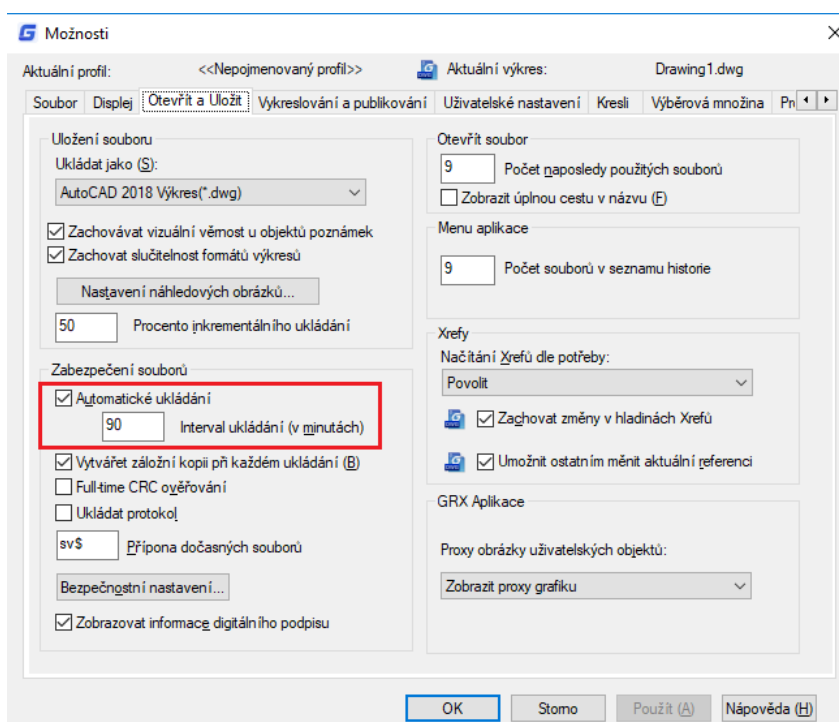 Možnosti
Aktuální profil: <<Nepojmenovaný profil>> Aktuální výkres: Drawing1.dwg
Soubor Displej Otevřít a Uložit Vykreslování a publikování Uživatelské nastavení Kresli Výběrová množina
Uložení souboru
Ukládat jako (S):
AutoCAD 2018 Výkres(*.dwg)
Zachovávat vizuální věrnost u objektů poznámek
Zachovat slučitelnost formátů výkresů
Nastavení náhledových obrázků...
50 Procento inkrementálního ukládání
Zabezpečení souborů
Automatické ukládání
90 Interval ukládání (v minutách)
Vytvářet záložní kopii při každém ukládání (B)
Full-time CRC ověřování
Ukládat protokol
sv$ Přípona dočasných souborů
Bezpečnostní nastavení...
Zobrazovat informace digitálního podpisu
Otevřít soubor
9 Počet naposledy použitých souborů
Zobrazit úplnou cestu v názvu (F)
Menu aplikace
9 Počet souborů v seznamu historie
Xrefy
Načítání Xrefů dle potřeby:
Povolit
Zachovat změny v hladinách Xrefů
Umožnit ostatním měnit aktuální referenci
GRX Aplikace
Proxy obrázky uživatelských objektů:
Zobrazit proxy grafiku
OK Storno Použít (A) Nápověda (H)